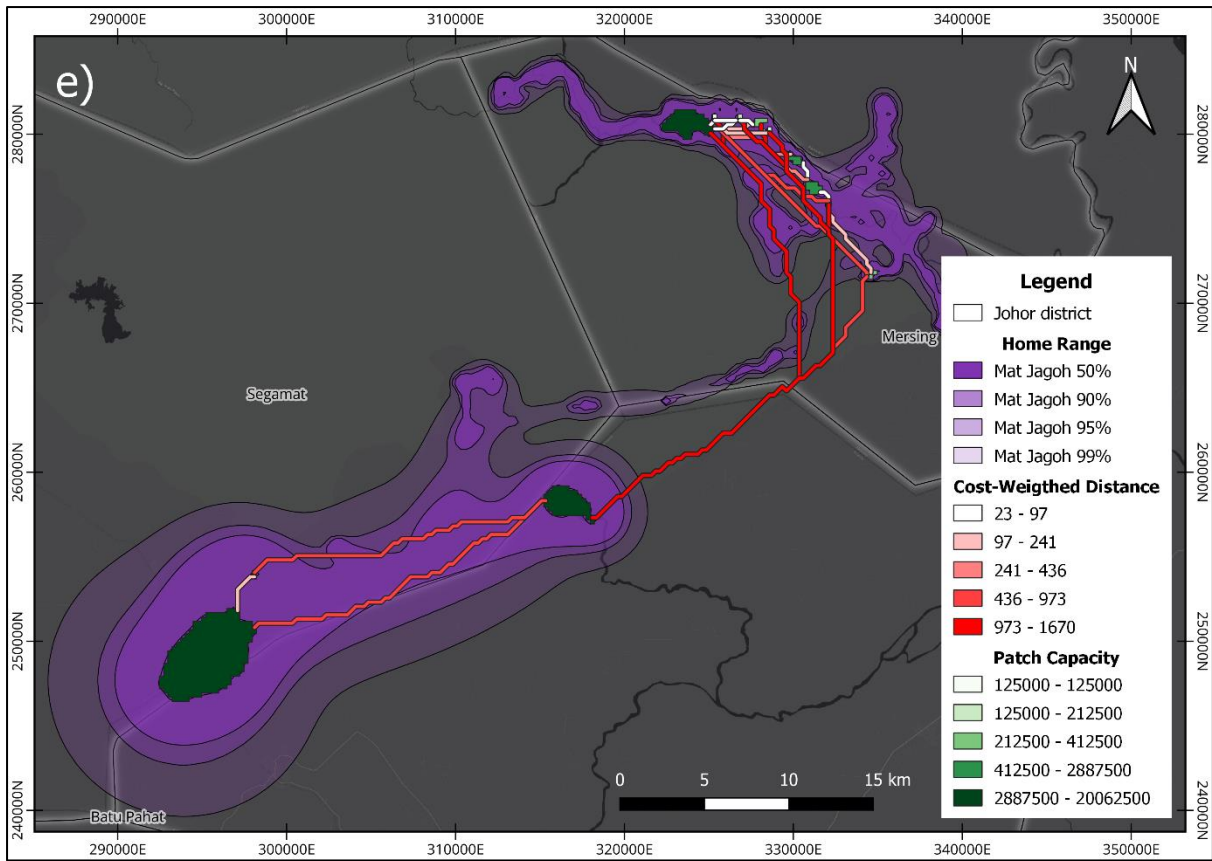 290000E 300000E 310000E 320000E 330000E 340000E 350000E
e)
N
280000N 280000N
270000N 270000N
260000N 260000N
250000N 250000N
240000N 240000N
Segamat
Mersing
Batu Pahat
Legend
Johor district
Home Range
Mat Jagoh 50%
Mat Jagoh 90%
Mat Jagoh 95%
Mat Jagoh 99%
Cost-Weigthed Distance
23 - 97
97 - 241
241 - 436
436 - 973
973 - 1670
Patch Capacity
125000 - 125000
125000 - 212500
212500 - 412500
412500 - 2887500
2887500 - 20062500
0 5 10 15 km
290000E 300000E 310000E 320000E 330000E 340000E 350000E